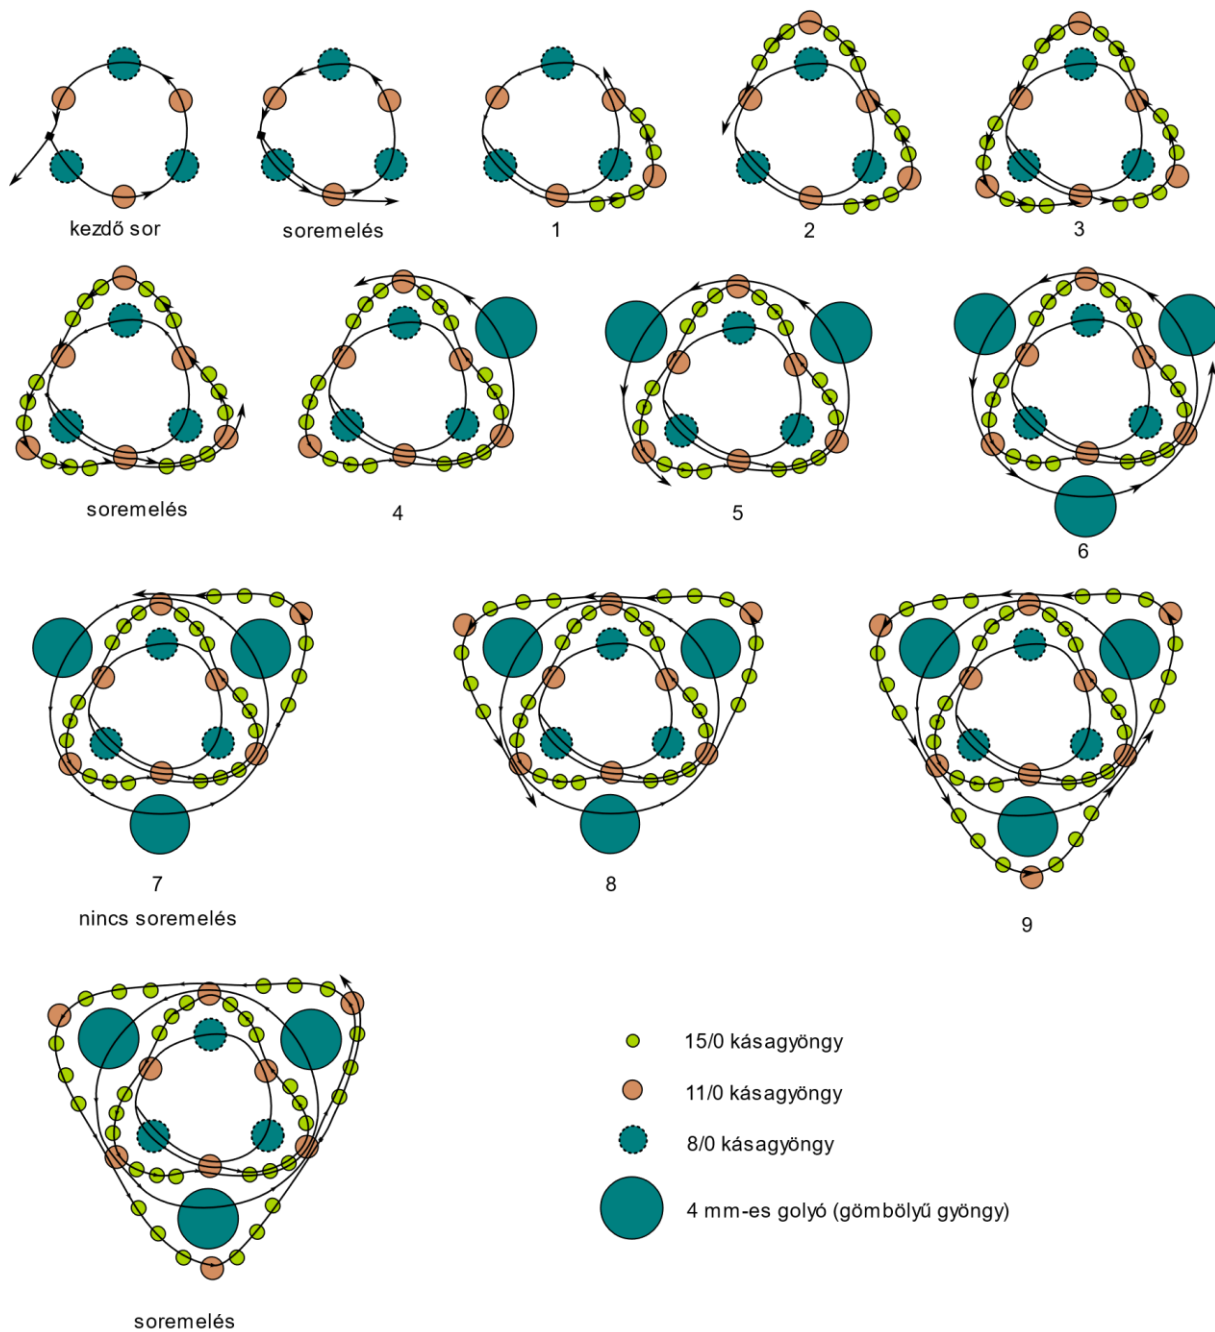 kezdő sor
soremelés
1
2
3
soremelés
4
5
6
7
nincs soremelés
8
9
15/0 kásagyöngy
11/0 kásagyöngy
8/0 kásagyöngy
4 mm-es golyó (gömbölyű gyöngy)
soremelés